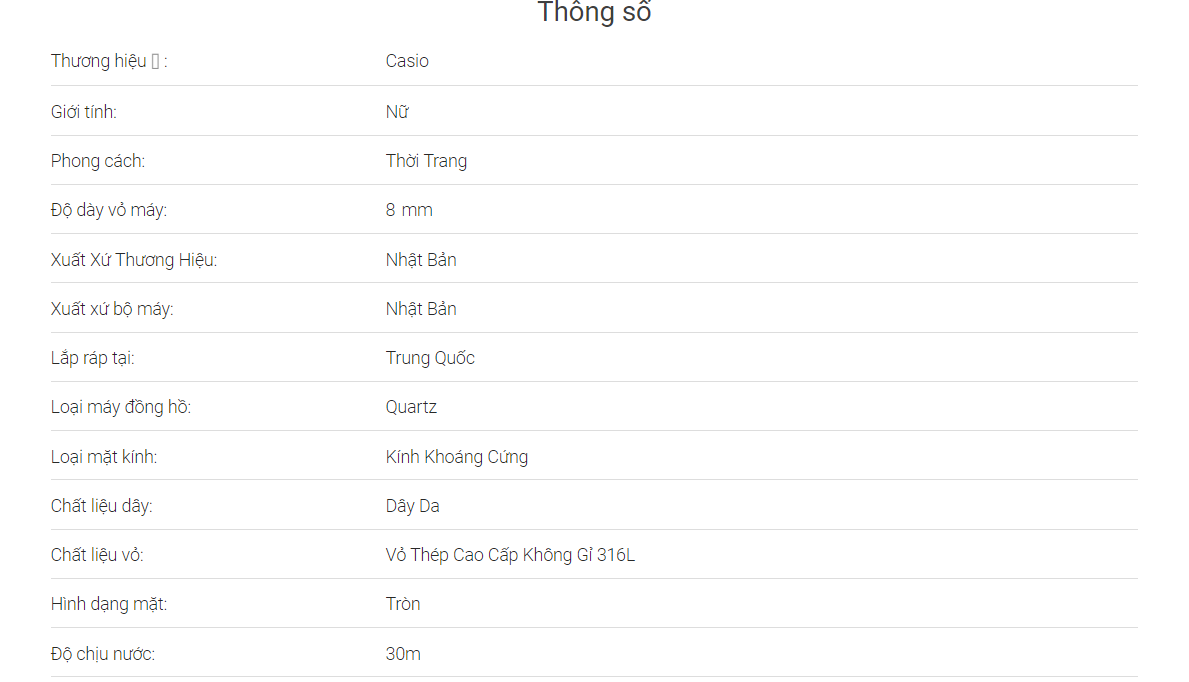 Thông số
Thương hiệu ▯ : Casio
Giới tính: Nữ
Phong cách: Thời Trang
Độ dày vỏ máy: 8 mm
Xuất Xứ Thương Hiệu: Nhật Bản
Xuất xứ bộ máy: Nhật Bản
Lắp ráp tại: Trung Quốc
Loại máy đồng hồ: Quartz
Loại mặt kính: Kính Khoáng Cứng
Chất liệu dây: Dây Da
Chất liệu vỏ: Vỏ Thép Cao Cấp Không Gỉ 316L
Hình dạng mặt: Tròn
Độ chịu nước: 30m